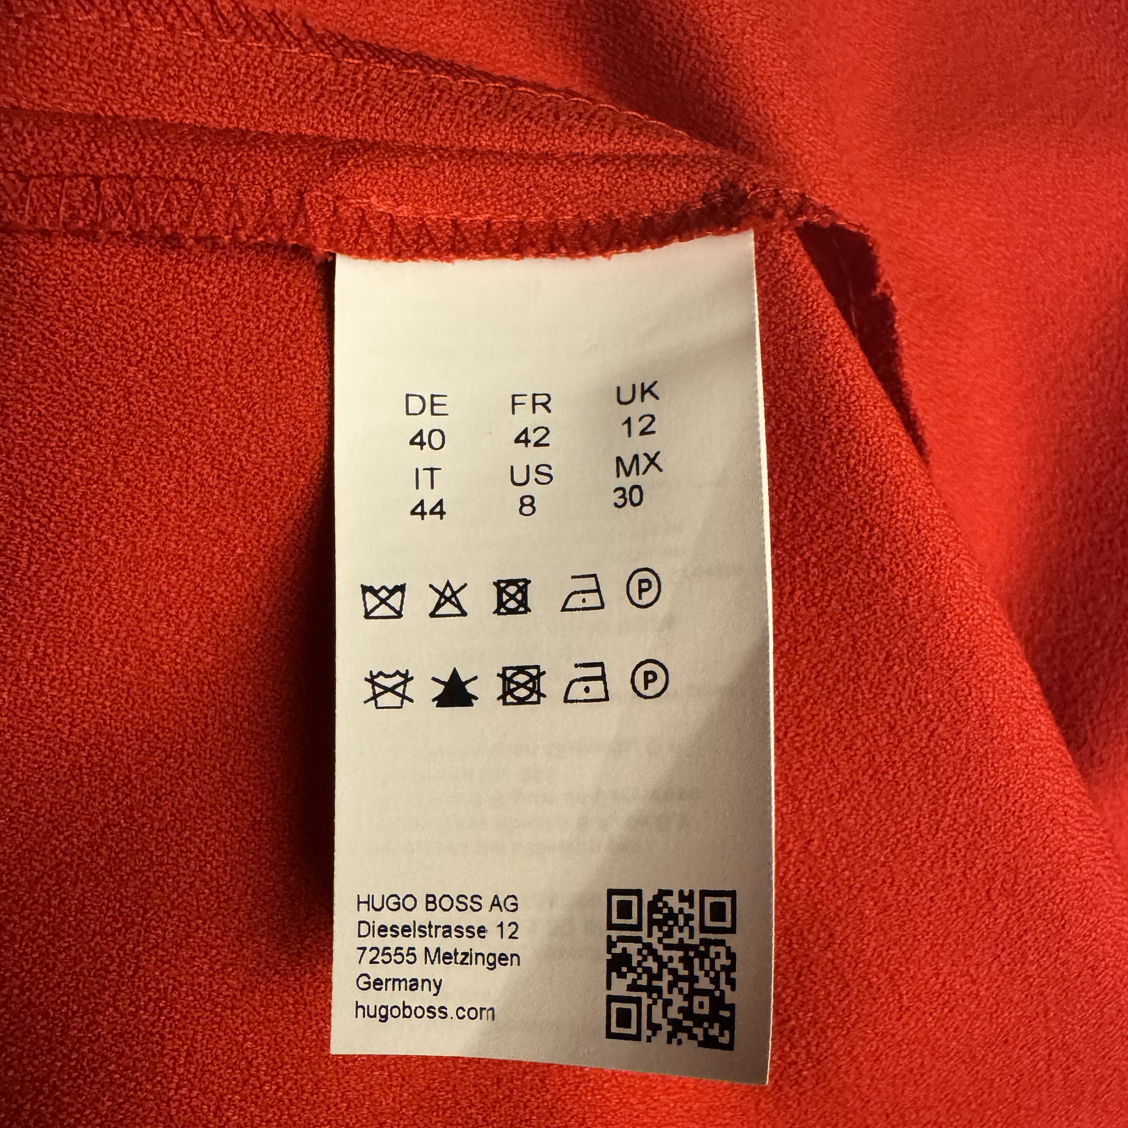 DE FR UK
40 42 12
IT US MX
44 8 30
P
P
HUGO BOSS AG
Dieselstrasse 12
72555 Metzingen
Germany
hugoboss.com